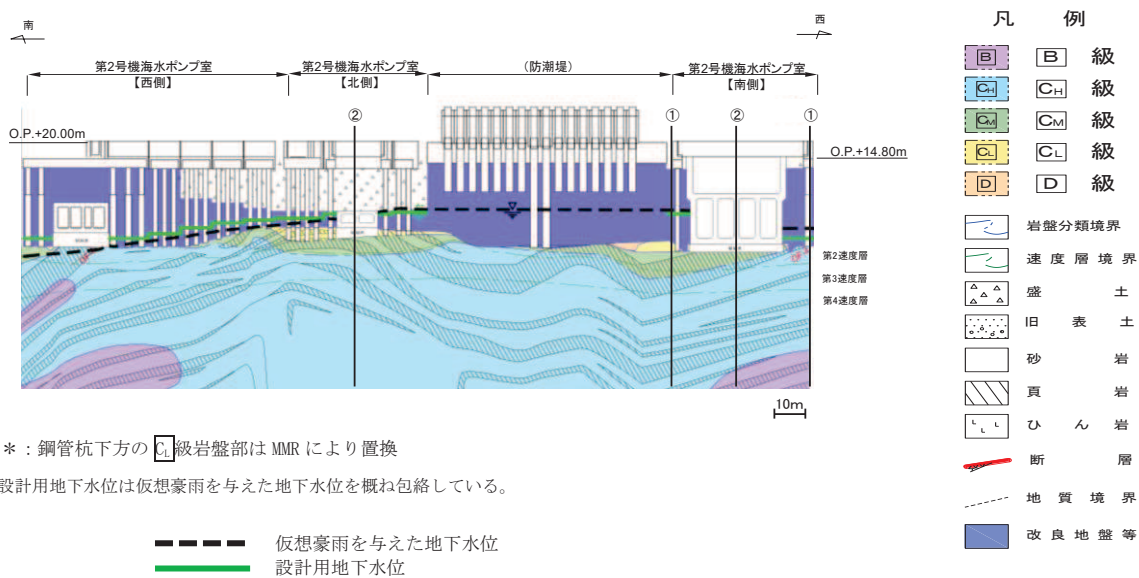 南
西
第2号機海水ポンプ室
【西側】
第2号機海水ポンプ室
【北側】
(防潮堤)
第2号機海水ポンプ室
【南側】
②
①
②
①
O.P.+20.00m
O.P.+14.80m
第2速度層
第3速度層
第4速度層
10m
*：鋼管杭下方のCL級岩盤部は MMR により置換
設計用地下水位は仮想豪雨を与えた地下水位を概ね包絡している。
仮想豪雨を与えた地下水位
設計用地下水位
凡 例
B B 級
CH CH 級
CM CM 級
CL CL 級
D D 級
岩盤分類境界
速度層境界
盛土
旧表土
砂岩
頁岩
ひん岩
断層
地質境界
改良地盤等